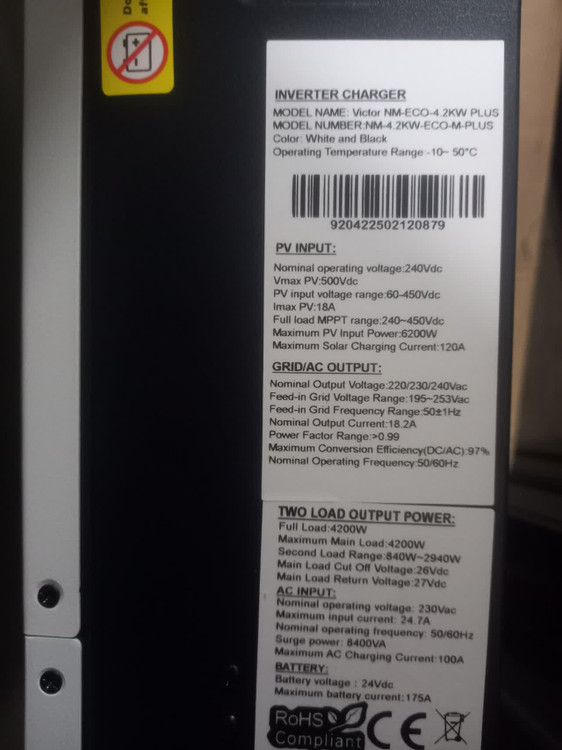 Do
af
INVERTER CHARGER
MODEL NAME: Victor NM-ECO-4.2KW PLUS
MODEL NUMBER:NM-4.2KW-ECO-M-PLUS
Color: White and Black
Operating Temperature Range:-10~ 50°C
920422502120879
PV INPUT:
Nominal operating voltage:240Vdc
Vmax PV:500Vdc
PV input voltage range:60-450Vdc
Imax PV:18A
Full load MPPT range:240~450Vdc
Maximum PV Input Power:6200W
Maximum Solar Charging Current:120A
GRID/AC OUTPUT:
Nominal Output Voltage:220/230/240Vac
Feed-in Grid Voltage Range:195~253Vac
Feed-in Grid Frequency Range:50±1Hz
Nominal Output Current:18.2A
Power Factor Range:>0.99
Maximum Conversion Efficiency(DC/AC):97%
Nominal Operating Frequency:50/60Hz
TWO LOAD OUTPUT POWER:
Full Load:4200W
Maximum Main Load:4200W
Second Load Range:840W~2940W
Main Load Cut Off Voltage:26Vdc
Main Load Return Voltage:27Vdc
AC INPUT:
Nominal operating voltage: 230Vac
Maximum input current: 24.7A
Nominal operating frequency: 50/60Hz
Surge power: 8400VA
Maximum AC Charging Current:100A
BATTERY:
Battery voltage : 24Vdc
Maximum battery current:175A
RoHS
Compliant
CE